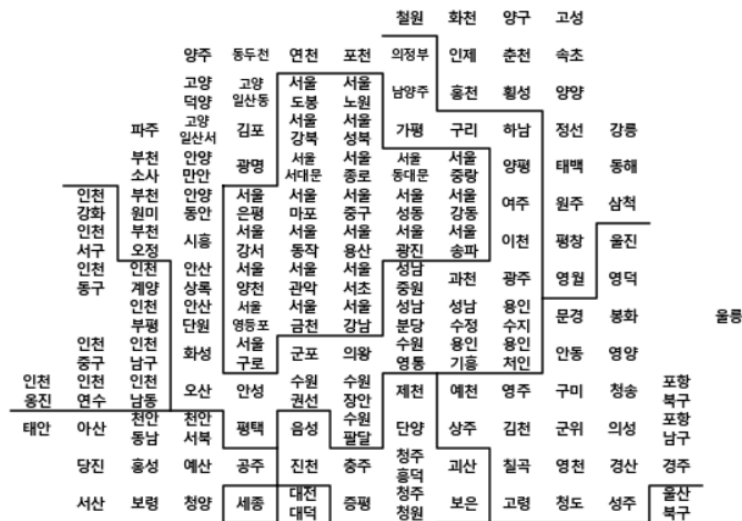 철원 화천 양구 고성
양주 동두천 연천 포천 의정부 인제 춘천 속초
고양 덕양 고양 일산동 서울 도봉 서울 노원 남양주 홍천 횡성 양양
파주 고양 일산서 김포 서울 강북 서울 성북 가평 구리 하남 정선 강릉
부천 소사 안양 만안 광명 서울 서대문 서울 종로 서울 동대문 서울 중랑 양평 태백 동해
인천 강화 부천 원미 안양 동안 서울 은평 서울 마포 서울 중구 서울 성동 서울 강동 여주 원주 삼척
인천 서구 부천 오정 시흥 서울 강서 서울 동작 서울 용산 서울 광진 서울 송파 이천 평창 울진
인천 동구 인천 계양 안산 상록 서울 양천 서울 관악 서울 서초 성남 중원 과천 광주 영월 영덕
인천 부평 안산 단원 서울 영등포 서울 금천 서울 강남 성남 분당 성남 수정 용인 수지 문경 봉화 울릉
인천 중구 인천 남구 화성 서울 구로 군포 의왕 수원 영통 용인 기흥 용인 처인 안동 영양
인천 옹진 인천 연수 인천 남동 오산 안성 수원 권선 수원 장안 제천 예천 영주 구미 청송 포항 북구
태안 아산 천안 동남 천안 서북 평택 음성 수원 팔달 단양 상주 김천 군위 의성 포항 남구
당진 홍성 예산 공주 진천 충주 청주 흥덕 괴산 칠곡 영천 경산 경주
서산 보령 청양 세종 대전 대덕 증평 청주 청원 보은 고령 청도 성주 울산 북구